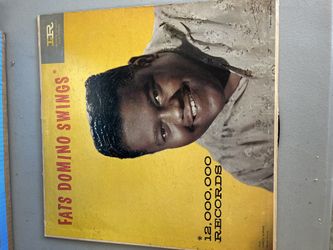 FATS DOMINO SWINGS*
* 12,000,000
RECORDS